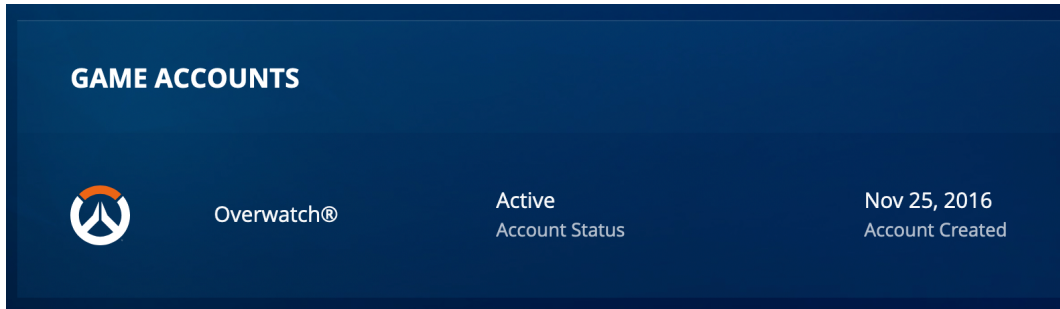 GAME ACCOUNTS
Overwatch®
Active
Account Status
Nov 25, 2016
Account Created